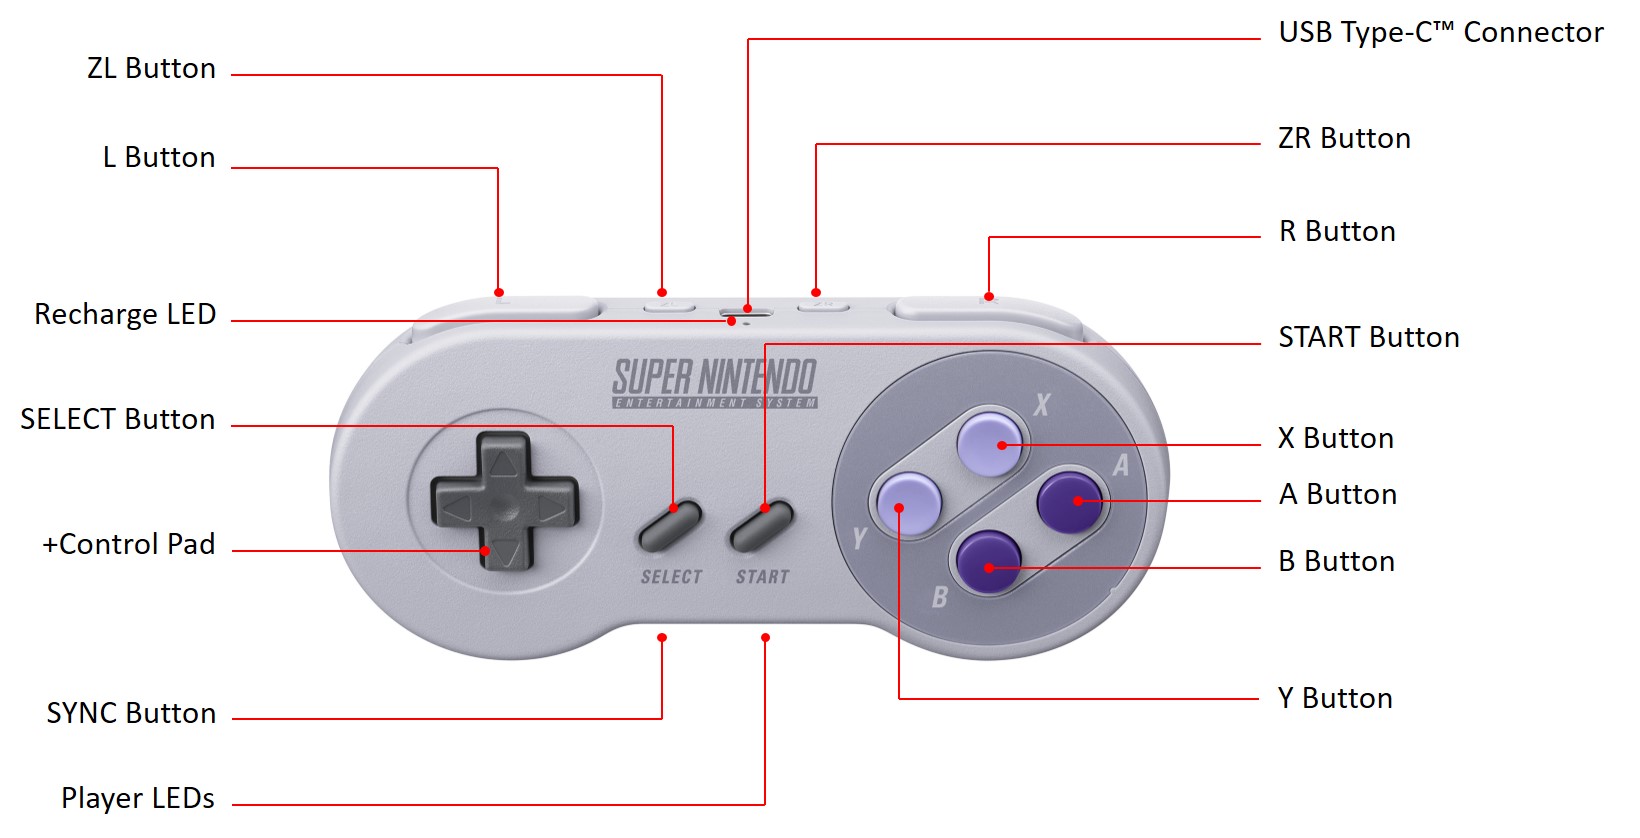 USB Type-C™ Connector
ZL Button
ZR Button
L Button
R Button
Recharge LED
START Button
SUPER NINTENDO
ENTERTAINMENT SYSTEM
SELECT Button
X
X Button
A
A Button
Y
+Control Pad
B Button
SELECT
START
B
Y Button
SYNC Button
Player LEDs